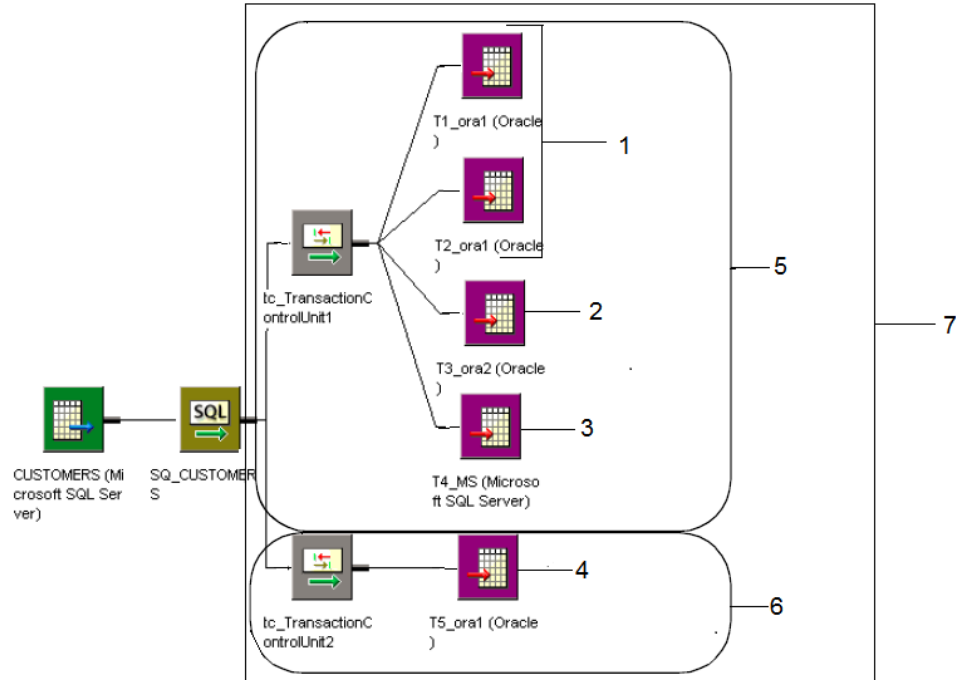 T1_ora1 (Oracle
)
1
T2_ora1 (Oracle
)
5
tc_TransactionC
ontrolUnit1
2
7
T3_ora2 (Oracle
)
SQL
3
CUSTOMERS (Mi
crosoft SQL Ser
ver)
SQ_CUSTOMER
S
T4_MS (Microso
ft SQL Server)
4
6
tc_TransactionC
ontrolUnit2
T5_ora1 (Oracle
)